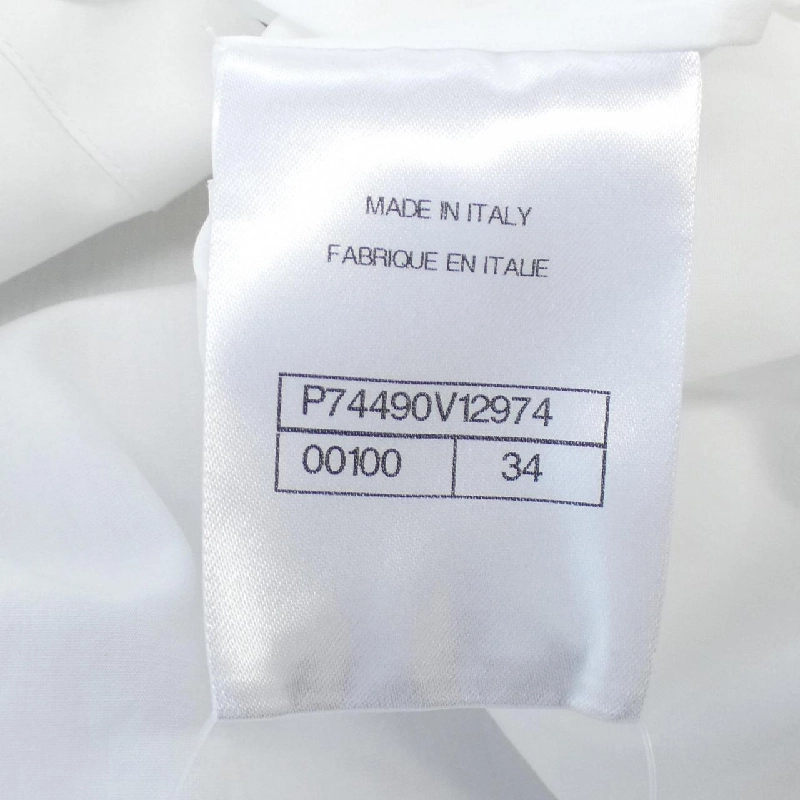 MADE IN ITALY
FABRIQUE EN ITALIE
P74490V12974
00100 34